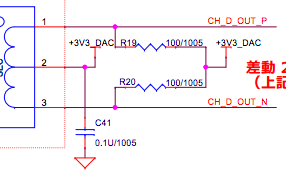 1
CH_D_OUT_P
+3V3_DAC
R19
100/1005
+3V3_DAC
2
R20
100/1005
差動 2
(上記
3
CH_D_OUT_N
C41
0.1U/1005